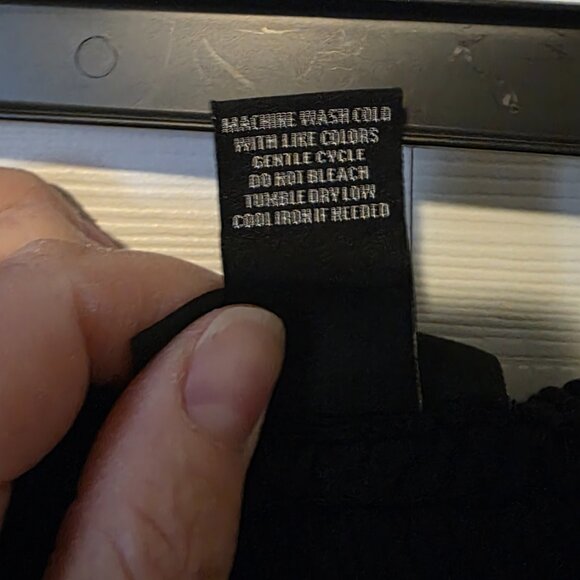 MACHINE WASH COLD
WITH LIKE COLORS
GENTLE CYCLE
DO NOT BLEACH
TUMBLE DRY LOW
COOL IRON IF NEEDED